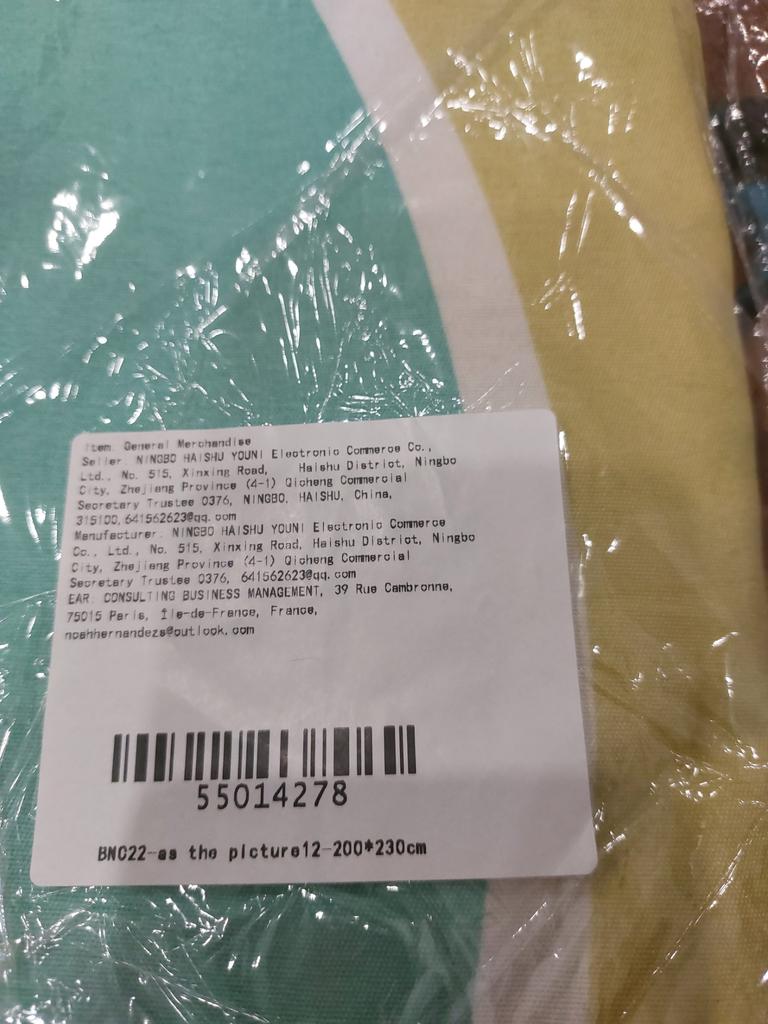 Item: General Merchandise
Seller: NINGBO HAISHU YOUNI Electronic Commerce Co.,
Ltd., No. 515, Xinxing Road, Haishu District, Ningbo
City, Zhejiang Province (4-1) Qicheng Commercial
Secretary Trustee 0376, NINGBO, HAISHU, China,
315100, 641562623@qq.com
Manufacturer: NINGBO HAISHU YOUNI Electronic Commerce
Co., Ltd., No. 515, Xinxing Road, Haishu District, Ningbo
City, Zhejiang Province (4-1) Qicheng Commercial
Secretary Trustee 0376, 641562623@qq.com
EAR: CONSULTING BUSINESS MANAGEMENT, 39 Rue Cambronne,
75015 Paris, Île-de-France, France,
noahhernandezs@outlook.com
55014278
BNC22-as the picture12-200*230cm